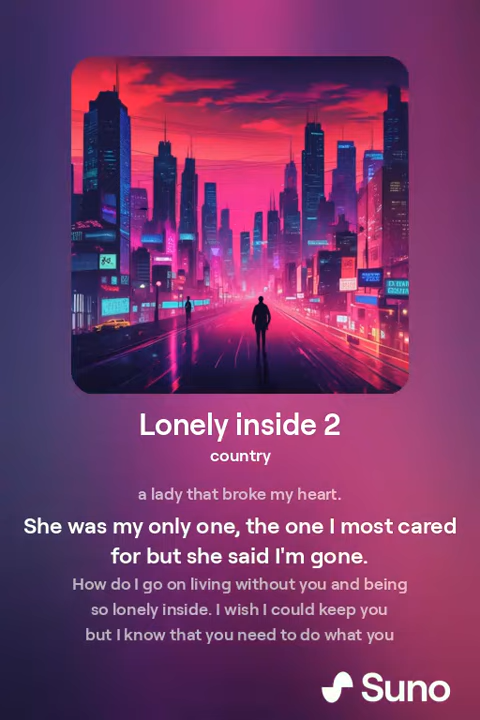 Lonely inside 2
country
a lady that broke my heart.
She was my only one, the one I most cared
for but she said I'm gone.
How do I go on living without you and being
so lonely inside. I wish I could keep you
but I know that you need to do what you
Suno